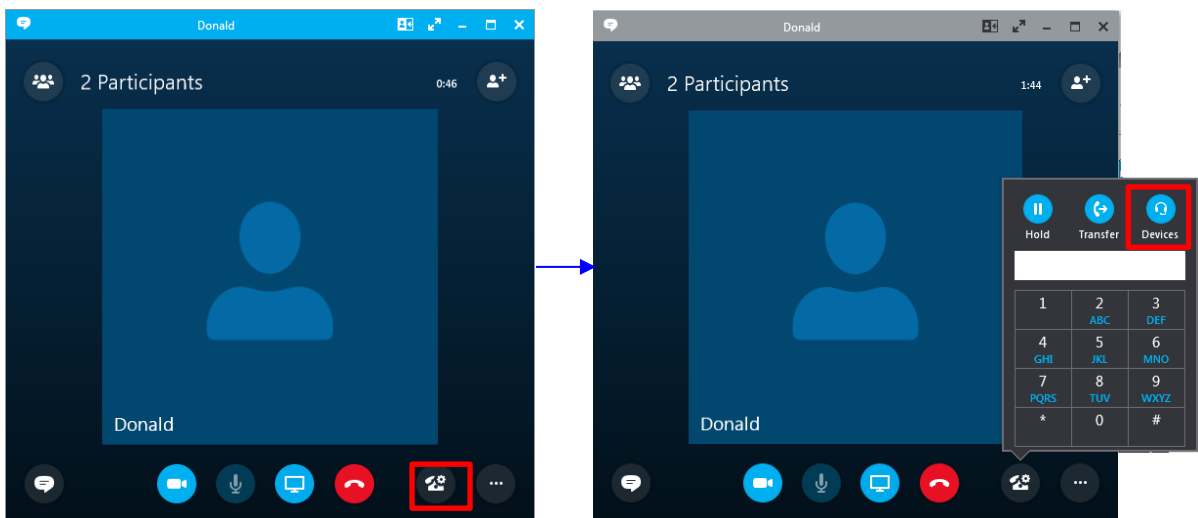 Donald
2 Participants
0:46
Donald
Donald
2 Participants
1:44
Donald
Hold Transfer Devices
1 2 3
ABC DEF
4 5 6
GHI JKL MNO
7 8 9
PQRS TUV WXYZ
* 0 #